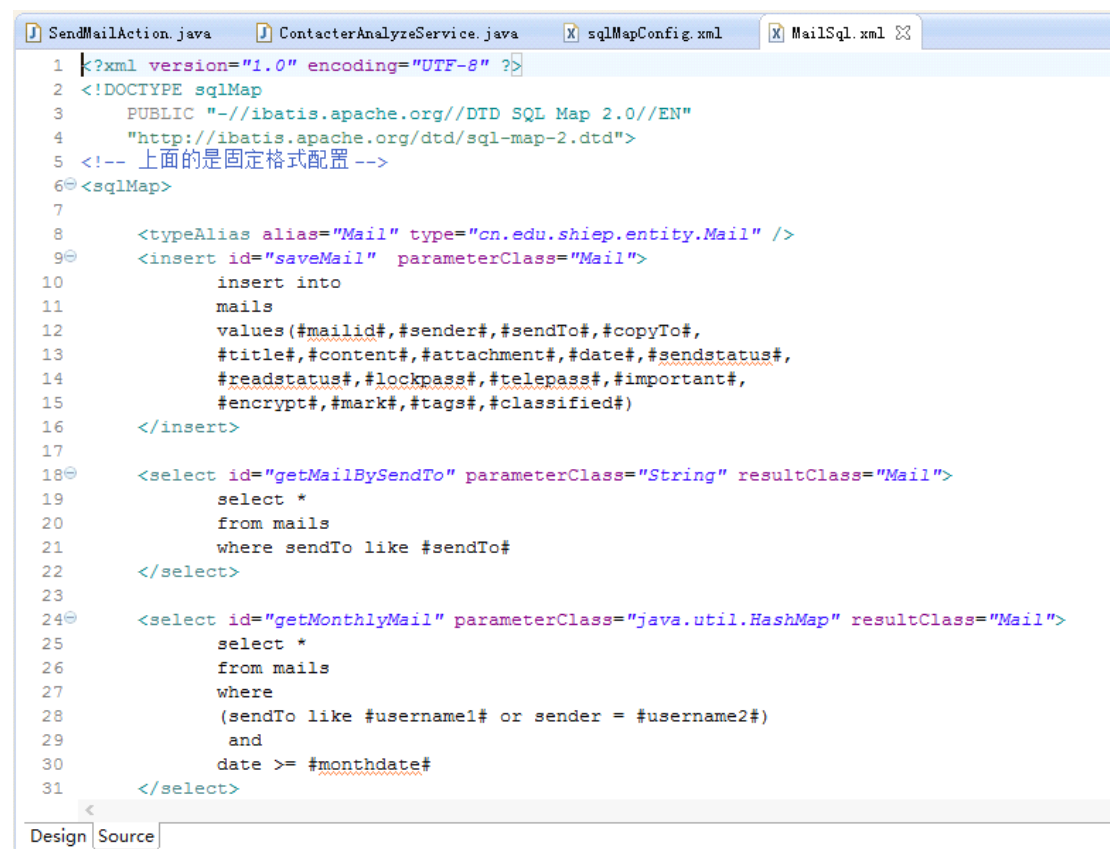 SendMailAction.java ContacterAnalyzeService.java sqlMapConfig.xml MailSql.xml
1 <?xml version="1.0" encoding="UTF-8" ?>
2 <!DOCTYPE sqlMap
3 PUBLIC "-//ibatis.apache.org//DTD SQL Map 2.0//EN"
4 "http://ibatis.apache.org/dtd/sql-map-2.dtd">
5 <!-- 上面的是固定格式配置 -->
6 <sqlMap>
7
8 <typeAlias alias="Mail" type="cn.edu.shiep.entity.Mail" />
9 <insert id="saveMail" parameterClass="Mail">
10 insert into
11 mails
12 values(#mailid#,#sender#,#sendTo#,#copyTo#,
13 #title#,#content#,#attachment#,#date#,#sendstatus#,
14 #readstatus#,#lockpass#,#telepass#,#important#,
15 #encrypt#,#mark#,#tags#,#classified#)
16 </insert>
17
18 <select id="getMailBySendTo" parameterClass="String" resultClass="Mail">
19 select *
20 from mails
21 where sendTo like #sendTo#
22 </select>
23
24 <select id="getMonthlyMail" parameterClass="java.util.HashMap" resultClass="Mail">
25 select *
26 from mails
27 where
28 (sendTo like #username1# or sender = #username2#)
29 and
30 date >= #monthdate#
31 </select>
Design Source